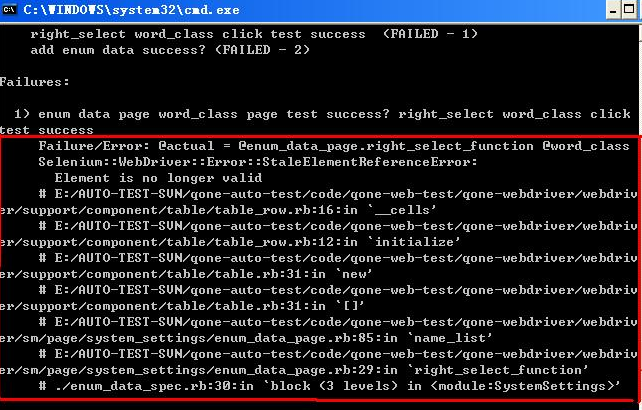 C:\WINDOWS\system32\cmd.exe
right_select word_class click test success  (FAILED - 1)
add enum data success? (FAILED - 2)
Failures:
1) enum data page word_class page test success? right_select word_class click
test success
Failure/Error: @actual = @enum_data_page.right_select_function @word_class
Selenium::WebDriver::Error::StaleElementReferenceError:
Element is no longer valid
# E:/AUTO-TEST-SVN/qone-auto-test/code/qone-web-test/qone-webdriver/webdriv
er/support/component/table/table_row.rb:16:in `__cells'
# E:/AUTO-TEST-SVN/qone-auto-test/code/qone-web-test/qone-webdriver/webdriv
er/support/component/table/table_row.rb:12:in `initialize'
# E:/AUTO-TEST-SVN/qone-auto-test/code/qone-web-test/qone-webdriver/webdriv
er/support/component/table/table.rb:31:in `new'
# E:/AUTO-TEST-SVN/qone-auto-test/code/qone-web-test/qone-webdriver/webdriv
er/support/component/table/table.rb:31:in `[]'
# E:/AUTO-TEST-SVN/qone-auto-test/code/qone-web-test/qone-webdriver/webdriv
er/sm/page/system_settings/enum_data_page.rb:85:in `name_list'
# E:/AUTO-TEST-SVN/qone-auto-test/code/qone-web-test/qone-webdriver/webdriv
er/sm/page/system_settings/enum_data_page.rb:29:in `right_select_function'
# ./enum_data_spec.rb:30:in `block (3 levels) in <module:SystemSettings>'